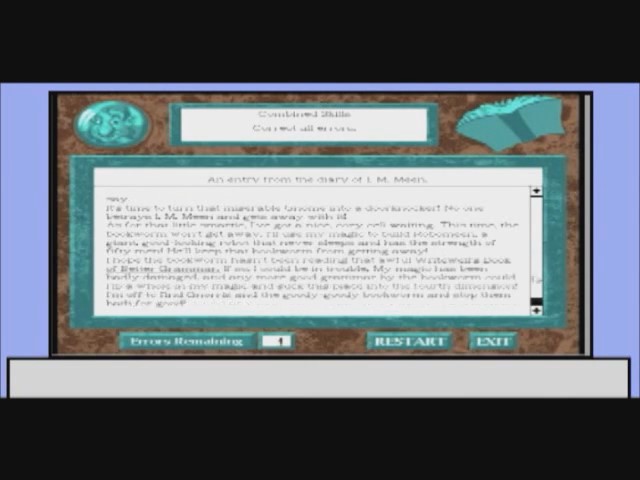 Combined Skills
Correct all errors.
An entry from the diary of I. M. Meen.
say.
It's time to turn that miserable Gnome into a doorknocker! No one
betrays I. M. Meen and gets away with it!
As for that little smartie, I've got a nice, cozy cell waiting. This time, the
bookworm won't get away. I'll use my magic to build Robomeen, a
giant, good-looking robot that never sleeps and has the strength of
fifty men! He'll keep that bookworm from getting away!
I hope the bookworm hasn't been reading that awful Writewell's Book
of Better Grammar. If so, I could be in trouble. My magic has been
badly damaged, and any more good grammar by the bookworm could
rip a whole in my magic and suck this place into the fourth dimension!
I'm off to find Gnorris and the goody-goody bookworm and stop them
both for good!
Errors Remaining
RESTART
EXIT